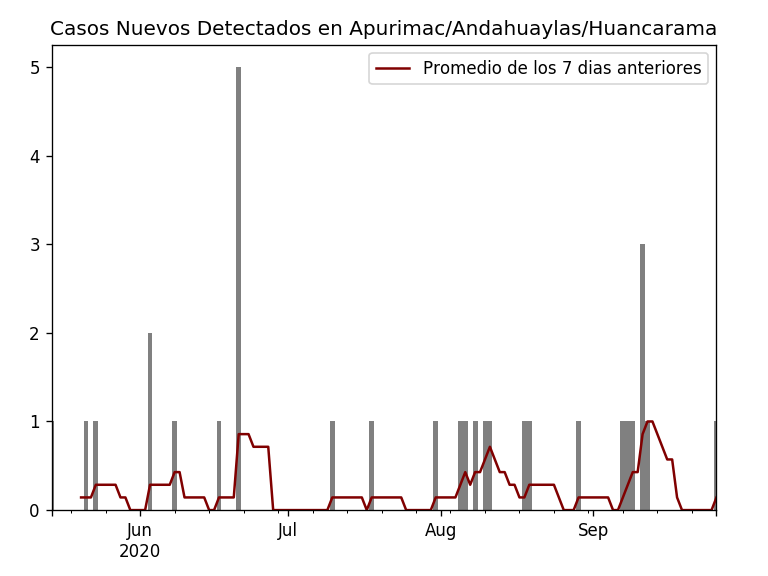 Casos Nuevos Detectados en Apurimac/Andahuaylas/Huancarama
Promedio de los 7 dias anteriores
5
4
3
2
1
0
Jun
2020
Jul
Aug
Sep